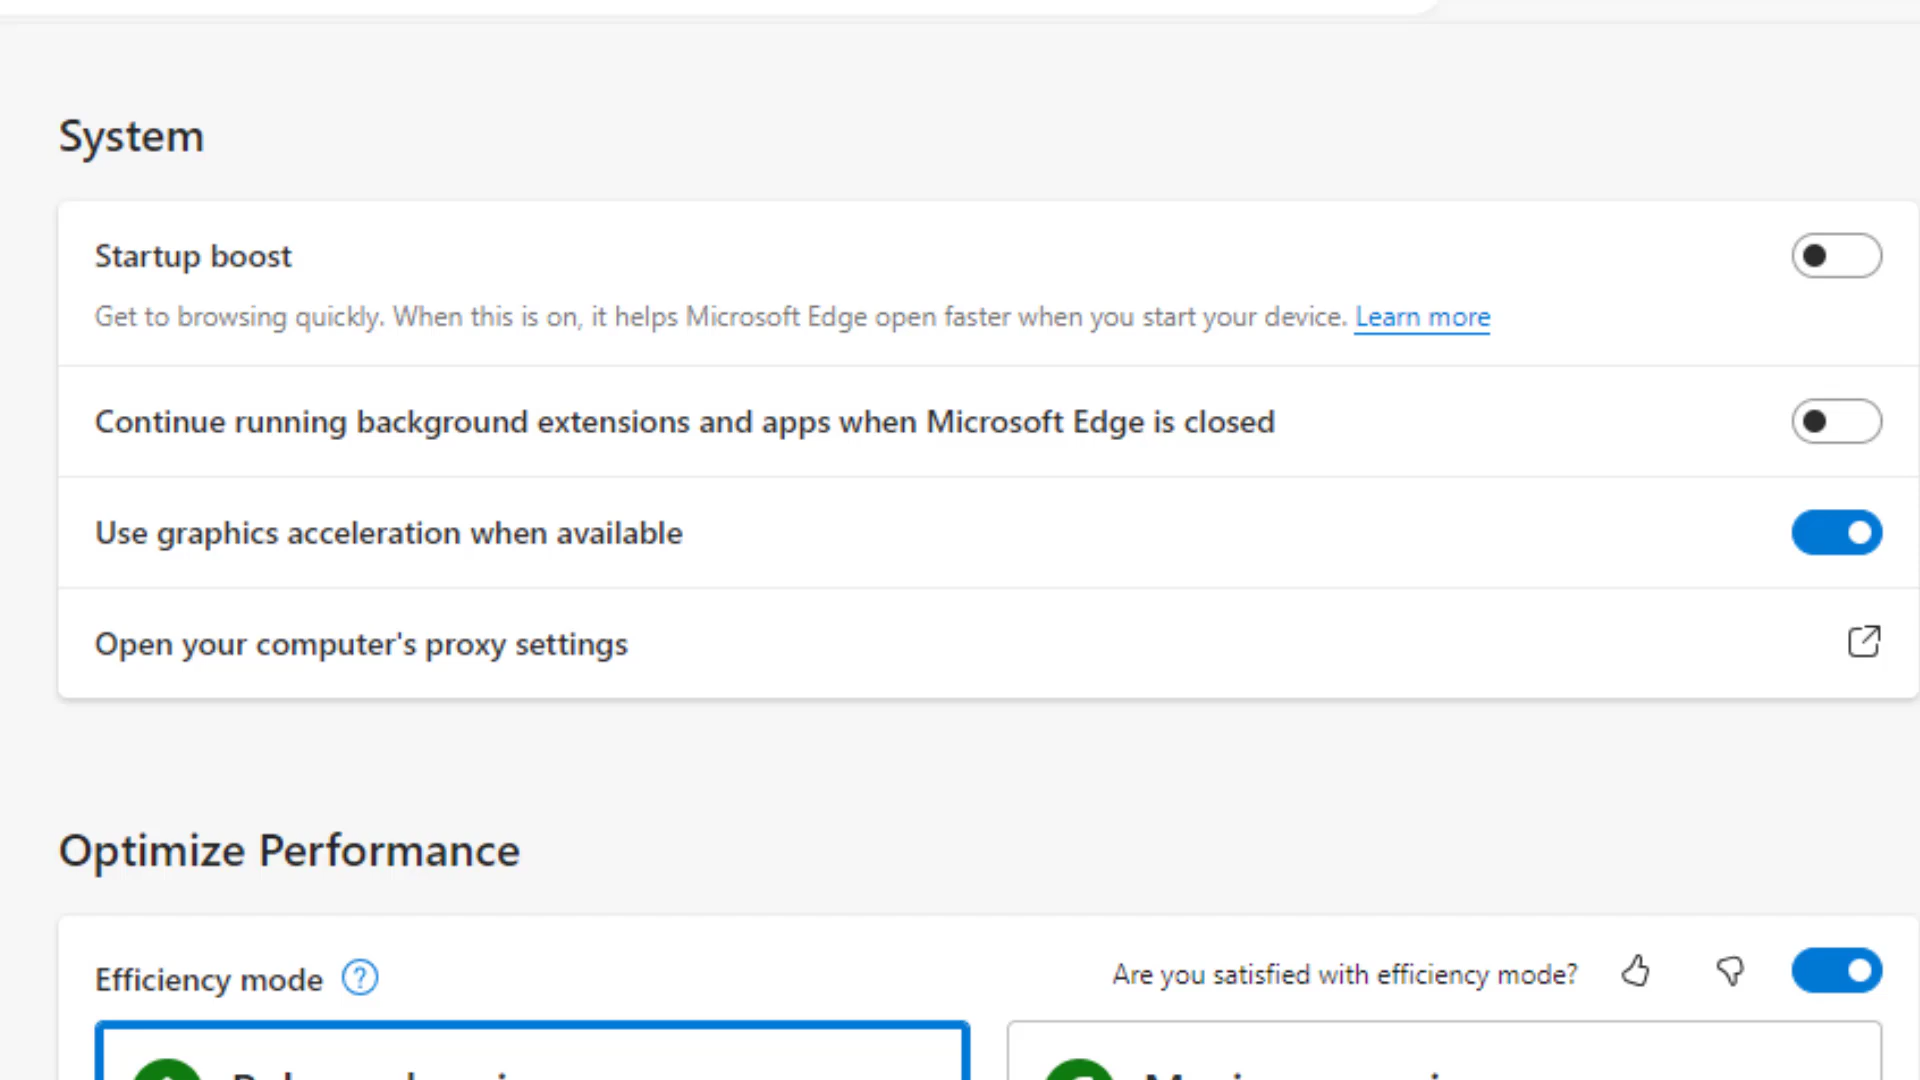 System
Startup boost
Get to browsing quickly. When this is on, it helps Microsoft Edge open faster when you start your device. Learn more
Continue running background extensions and apps when Microsoft Edge is closed
Use graphics acceleration when available
Open your computer's proxy settings
Optimize Performance
Efficiency mode
Are you satisfied with efficiency mode?